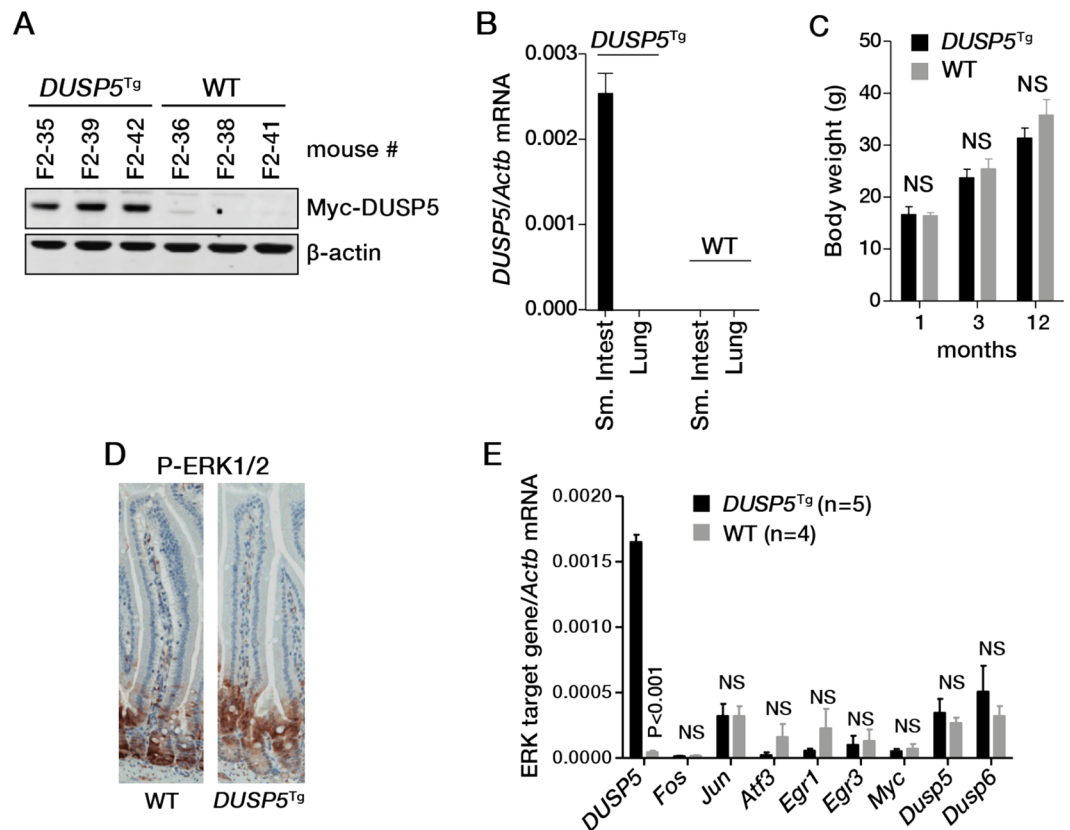 A
DUSP5Tg WT
F2-35 F2-39 F2-42 F2-36 F2-38 F2-41 mouse #
Myc-DUSP5
β-actin
B
DUSP5/Actb mRNA
0.003
0.002
0.001
0.000
DUSP5Tg
WT
Sm. Intest Lung Sm. Intest Lung
C
DUSP5Tg
WT
Body weight (g)
50
40
30
20
10
0
NS NS NS
1 3 12
months
D
P-ERK1/2
WT DUSP5Tg
E
ERK target gene/Actb mRNA
0.0020
0.0015
0.0010
0.0005
0.0000
DUSP5Tg (n=5)
WT (n=4)
P<0.001 NS NS NS NS NS NS NS NS
DUSP5 Fos Jun Atf3 Egr1 Egr3 Myc Dusp5 Dusp6